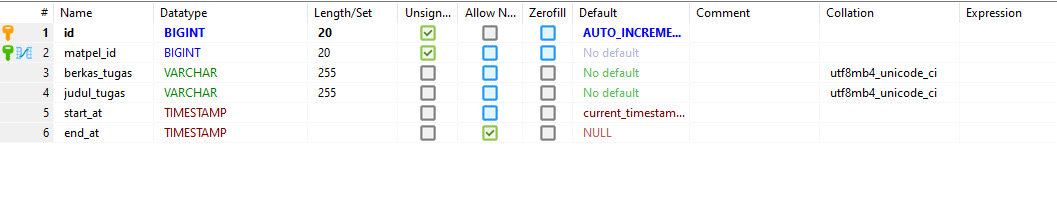 # Name Datatype Length/Set Unsign... Allow N... Zerofill Default Comment Collation Expression
1 id BIGINT 20 AUTO_INCREME...
2 matpel_id BIGINT 20 No default
3 berkas_tugas VARCHAR 255 No default utf8mb4_unicode_ci
4 judul_tugas VARCHAR 255 No default utf8mb4_unicode_ci
5 start_at TIMESTAMP current_timestam...
6 end_at TIMESTAMP NULL